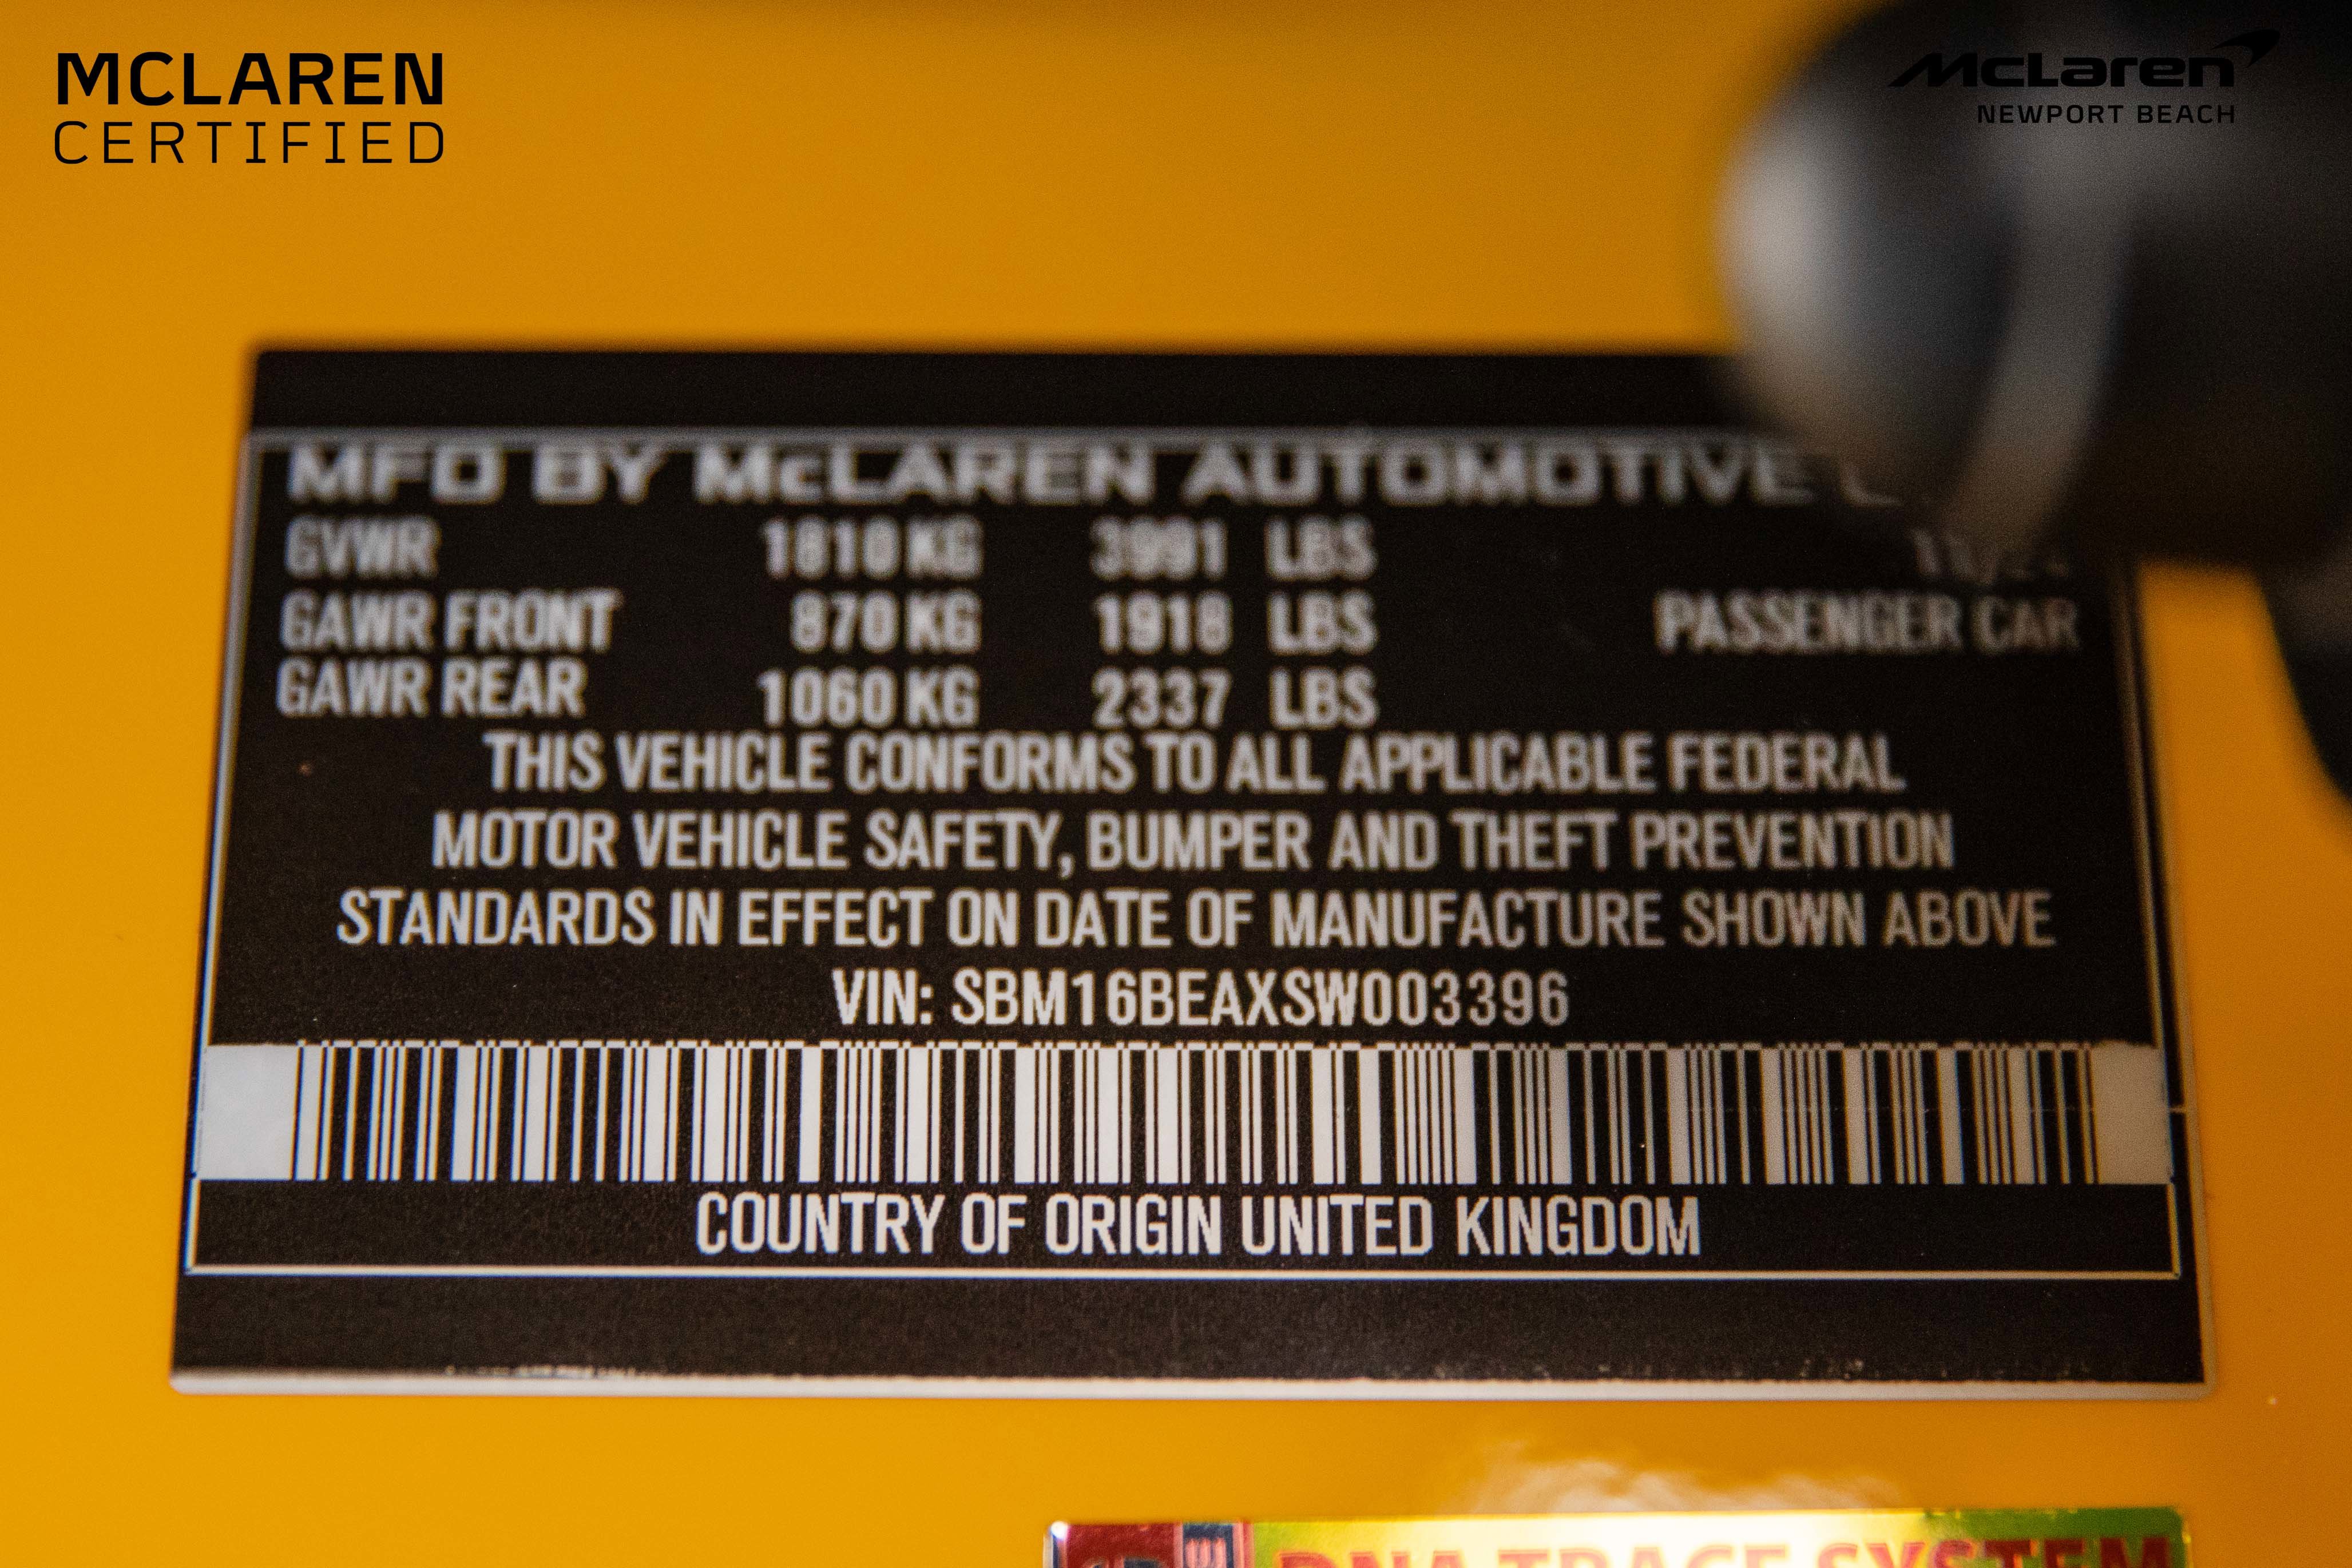 MCLAREN
CERTIFIED
McLaren
NEWPORT BEACH
MFD BY McLAREN AUTOMOTIVE
GVWR 1810 KG 3991 LBS
GAWR FRONT 870 KG 1918 LBS PASSENGER CAR
GAWR REAR 1060 KG 2337 LBS
THIS VEHICLE CONFORMS TO ALL APPLICABLE FEDERAL
MOTOR VEHICLE SAFETY, BUMPER AND THEFT PREVENTION
STANDARDS IN EFFECT ON DATE OF MANUFACTURE SHOWN ABOVE
VIN: SBM16BEAXSW003396
COUNTRY OF ORIGIN UNITED KINGDOM
DNA TRACE SYSTEM